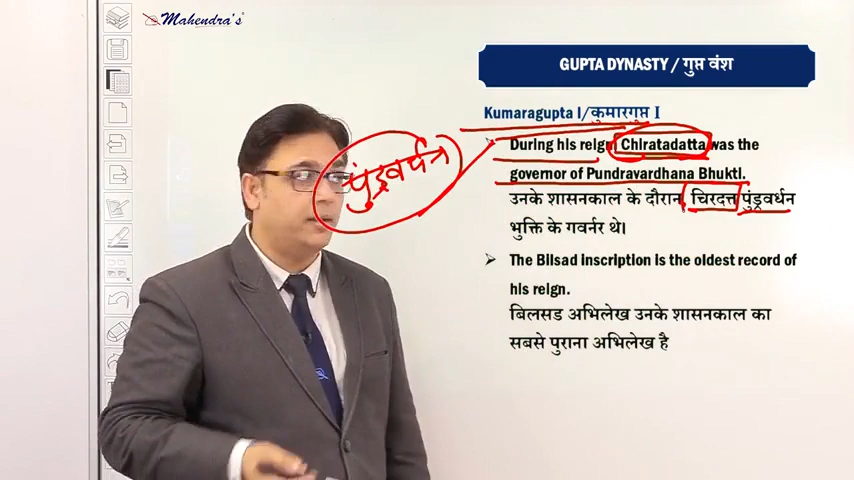 Mahendra's
GUPTA DYNASTY / गुप्त वंश
Kumaragupta I/कुमारगुप्त I
During his reign Chiratadatta was the
governor of Pundravardhana Bhukti.
पुंड्रवर्धन
उनके शासनकाल के दौरान, चिरदत्त पुंड्रवर्धन
भुक्ति के गवर्नर थे।
The Bilsad inscription is the oldest record of
his reign.
बिलसड अभिलेख उनके शासनकाल का
सबसे पुराना अभिलेख है